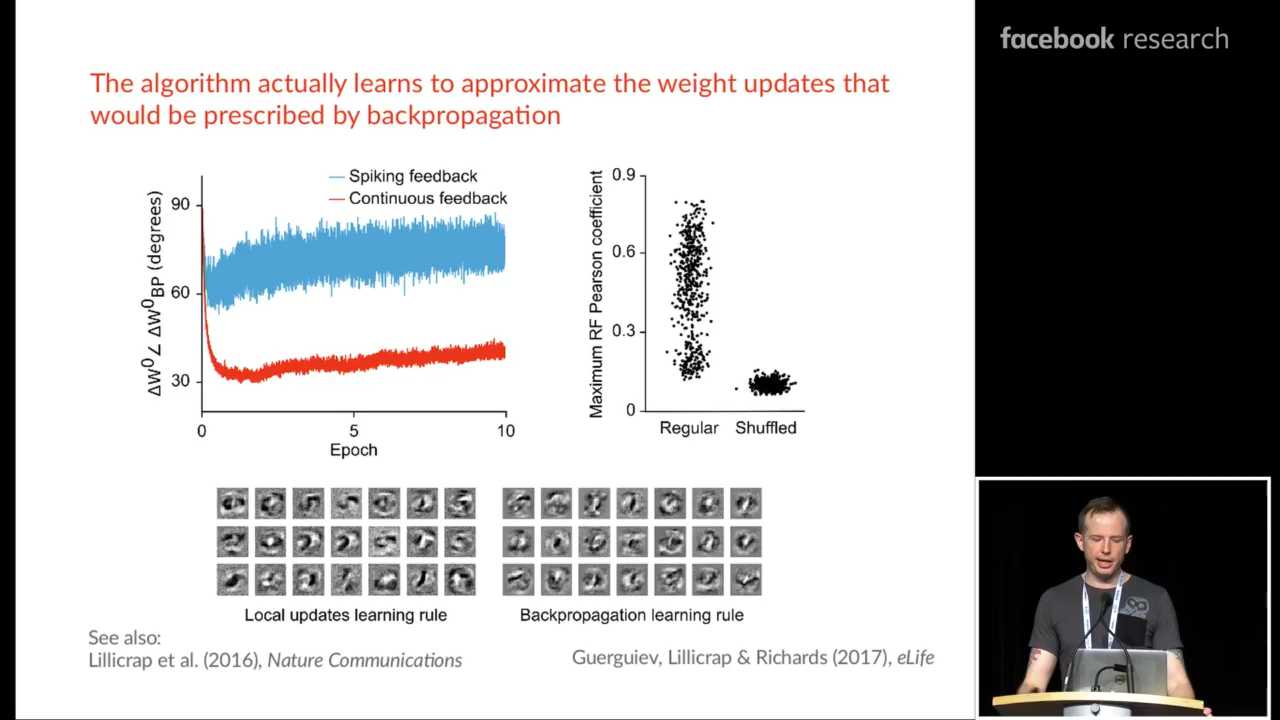 facebook research
The algorithm actually learns to approximate the weight updates that
would be prescribed by backpropagation
Spiking feedback
Continuous feedback
90
60
30
ΔW⁰∠ ΔW⁰BP (degrees)
0
5
10
Epoch
Maximum RF Pearson coefficient
0.9
0.6
0.3
0
Regular
Shuffled
Local updates learning rule
Backpropagation learning rule
See also:
Lillicrap et al. (2016), Nature Communications
Guerguiev, Lillicrap & Richards (2017), eLife